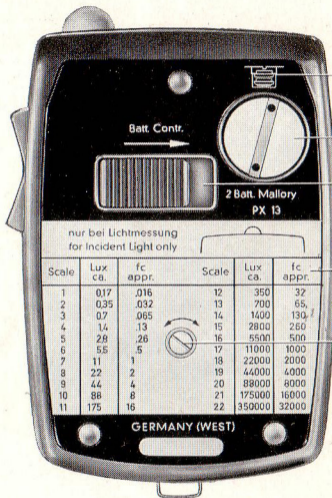 Batt. Contr.
2 Batt. Mallory
PX 13
nur bei Lichtmessung
for Incident Light only
Scale Lux ca. fc appr. Scale Lux ca. fc appr.
1 0,17 .016 12 350 32
2 0,35 .032 13 700 65
3 0,7 .065 14 1400 130
4 1,4 .13 15 2800 260
5 2,8 .26 16 5500 500
6 5,5 .5 17 11000 1000
7 11 1 18 22000 2000
8 22 2 19 44000 4000
9 44 4 20 88000 8000
10 88 8 21 175000 16000
11 175 16 22 350000 32000
GERMANY (WEST)